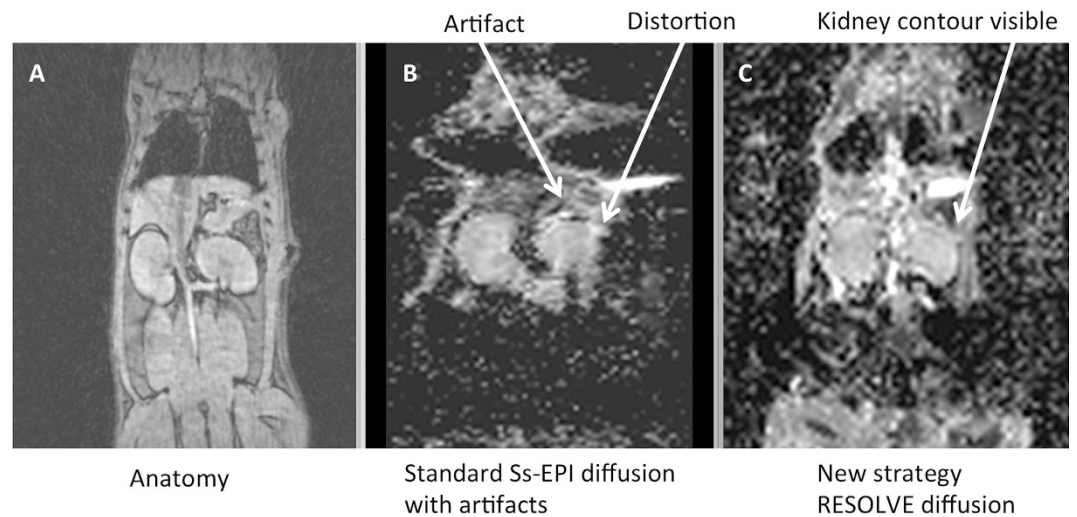 Artifact
Distortion
Kidney contour visible
A
B
C
Anatomy
Standard Ss-EPI diffusion
with artifacts
New strategy
RESOLVE diffusion